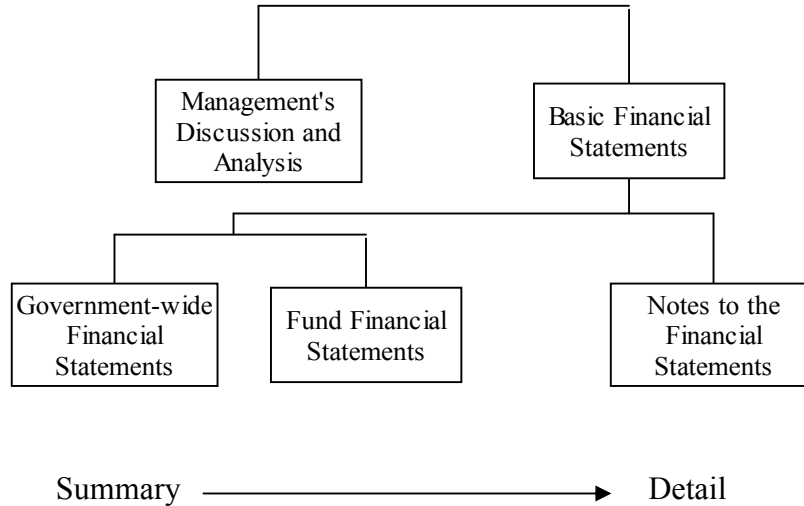 Management's
Discussion and
Analysis
Basic Financial
Statements
Government-wide
Financial
Statements
Fund Financial
Statements
Notes to the
Financial
Statements
Summary
Detail